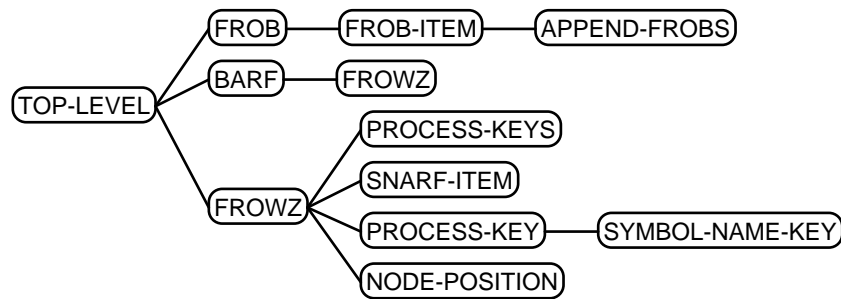 FROB FROB-ITEM APPEND-FROBS
BARF FROWZ
TOP-LEVEL
PROCESS-KEYS
SNARF-ITEM
FROWZ
PROCESS-KEY SYMBOL-NAME-KEY
NODE-POSITION